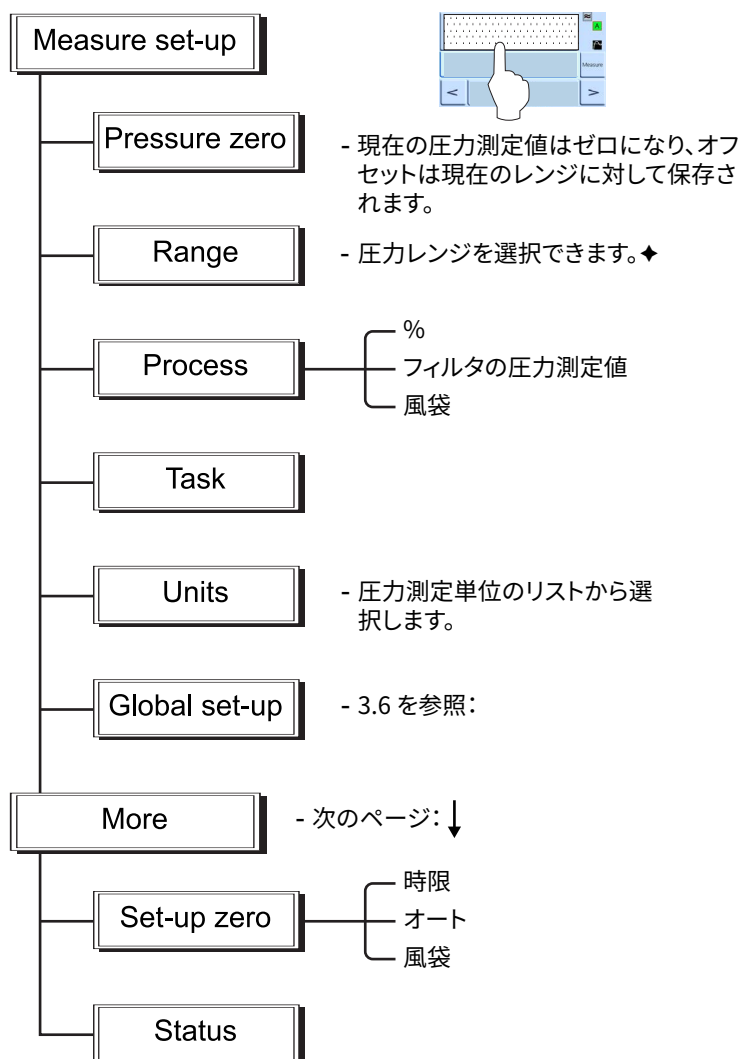 Measure set-up
Measure
<
>
Pressure zero
- 現在の圧力測定値はゼロになり、オフ
セットは現在のレンジに対して保存さ
れます。
Range
- 圧力レンジを選択できます。✦
Process
%
フィルタの圧力測定値
風袋
Task
Units
- 圧力測定単位のリストから選
択します。
Global set-up
- 3.6 を参照：
More
- 次のページ：↓
Set-up zero
時限
オート
風袋
Status